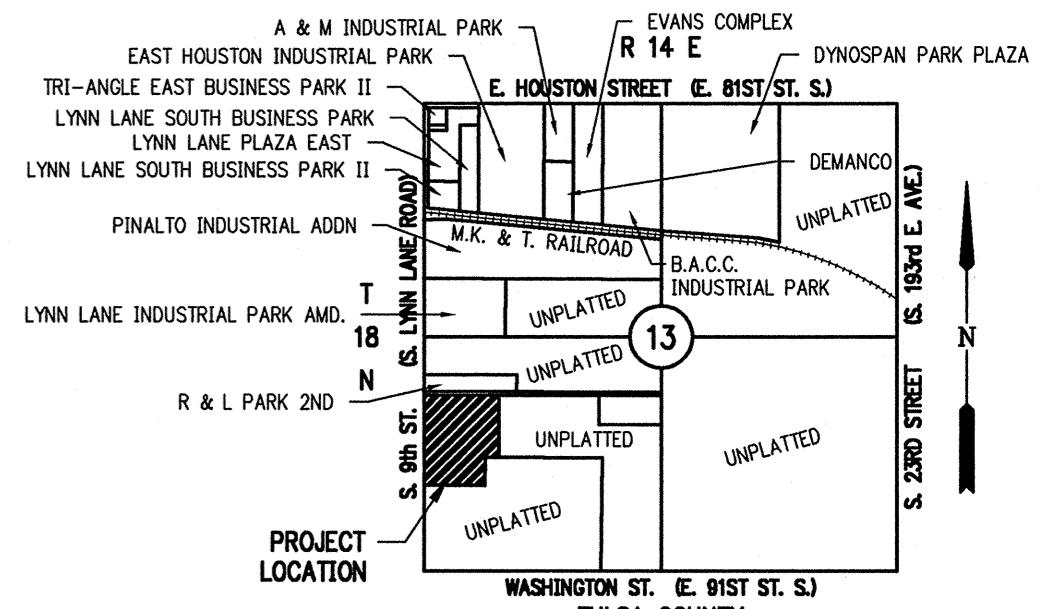 A & M INDUSTRIAL PARK
EVANS COMPLEX
R 14 E
EAST HOUSTON INDUSTRIAL PARK
DYNOSPAN PARK PLAZA
TRI-ANGLE EAST BUSINESS PARK II
E. HOUSTON STREET (E. 81ST ST. S.)
LYNN LANE SOUTH BUSINESS PARK
LYNN LANE PLAZA EAST
DEMANCO
LYNN LANE SOUTH BUSINESS PARK II
UNPLATTED
PINALTO INDUSTRIAL ADDN
M.K. & T. RAILROAD
B.A.C.C.
INDUSTRIAL PARK
T
18
N
LYNN LANE INDUSTRIAL PARK AMD.
UNPLATTED
13
N
UNPLATTED
R & L PARK 2ND
UNPLATTED
UNPLATTED
UNPLATTED
S. 9th ST. (S. LYNN LANE ROAD)
S. 23RD STREET (S. 193rd E. AVE.)
PROJECT
LOCATION
WASHINGTON ST. (E. 91ST ST. S.)
TULSA COUNTY